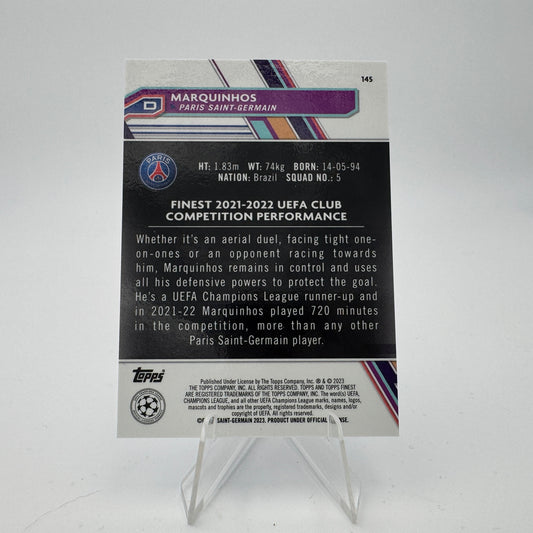 145
D
MARQUINHOS
PARIS SAINT-GERMAIN
PARIS
HT: 1.83m WT: 74kg BORN: 14-05-94
NATION: Brazil SQUAD NO.: 5
FINEST 2021-2022 UEFA CLUB
COMPETITION PERFORMANCE
Whether it's an aerial duel, facing tight one-
on-ones or an opponent racing towards
him, Marquinhos remains in control and uses
all his defensive powers to protect the goal.
He's a UEFA Champions League runner-up and
in 2021-22 Marquinhos played 720 minutes
in the competition, more than any other
Paris Saint-Germain player.
Topps
Published Under License by The Topps Company, Inc. ® & © 2023
THE TOPPS COMPANY, INC. ALL RIGHTS RESERVED. TOPPS AND TOPPS FINEST
ARE REGISTERED TRADEMARKS OF THE TOPPS COMPANY, INC. The word(s) UEFA,
CHAMPIONS LEAGUE, and all other UEFA Champions League marks, names, logos,
mascots and trophies are the property, registered trademarks, designs and/or
copyright of UEFA. All Rights Reserved.
SAINT-GERMAIN 2023. PRODUCT UNDER OFFICIAL